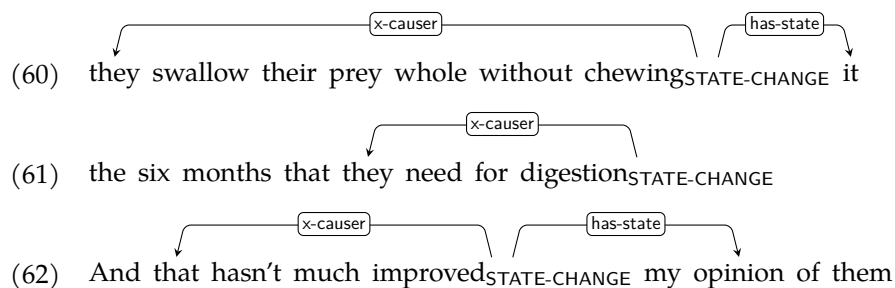 x-causer has-state
(60) they swallow their prey whole without chewingSTATE-CHANGE it
x-causer
(61) the six months that they need for digestionSTATE-CHANGE
x-causer has-state
(62) And that hasn't much improvedSTATE-CHANGE my opinion of them